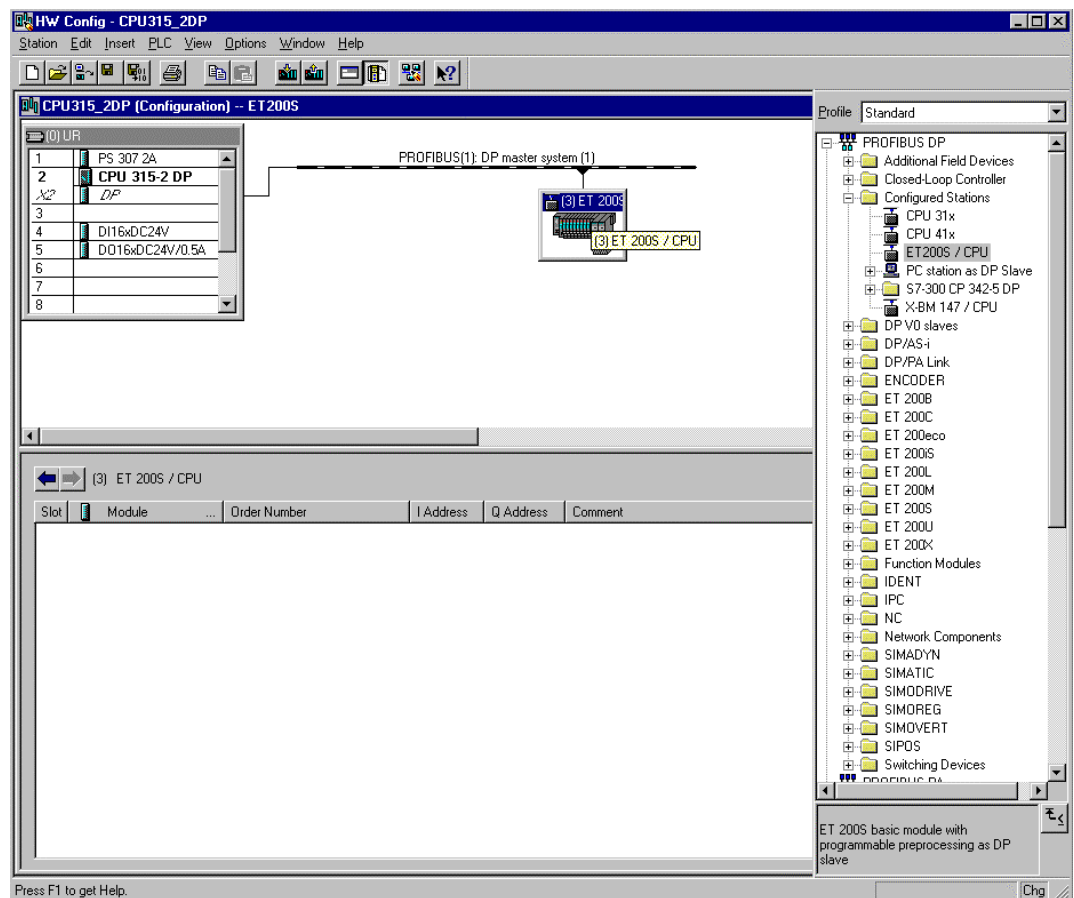 HW Config - CPU315_2DP
Station Edit Insert PLC View Options Window Help
CPU315_2DP (Configuration) -- ET200S
(0) UR
1 PS 307 2A
2 CPU 315-2 DP
X2 DP
3
4 DI16xDC24V
5 DO16xDC24V/0.5A
6
7
8
PROFIBUS(1): DP master system (1)
(3) ET 200S
(3) ET 200S / CPU
(3) ET 200S / CPU
Slot Module ... Order Number I Address Q Address Comment
Profile Standard
PROFIBUS DP
Additional Field Devices
Closed-Loop Controller
Configured Stations
CPU 31x
CPU 41x
ET200S / CPU
PC station as DP Slave
S7-300 CP 342-5 DP
X-BM 147 / CPU
DP V0 slaves
DP/AS-i
DP/PA Link
ENCODER
ET 200B
ET 200C
ET 200eco
ET 200iS
ET 200L
ET 200M
ET 200S
ET 200U
ET 200X
Function Modules
IDENT
IPC
NC
Network Components
SIMADYN
SIMATIC
SIMODRIVE
SIMOREG
SIMOVERT
SIPOS
Switching Devices
PROFIBUS PA
ET 200S basic module with
programmable preprocessing as DP
slave
Press F1 to get Help.
Chg